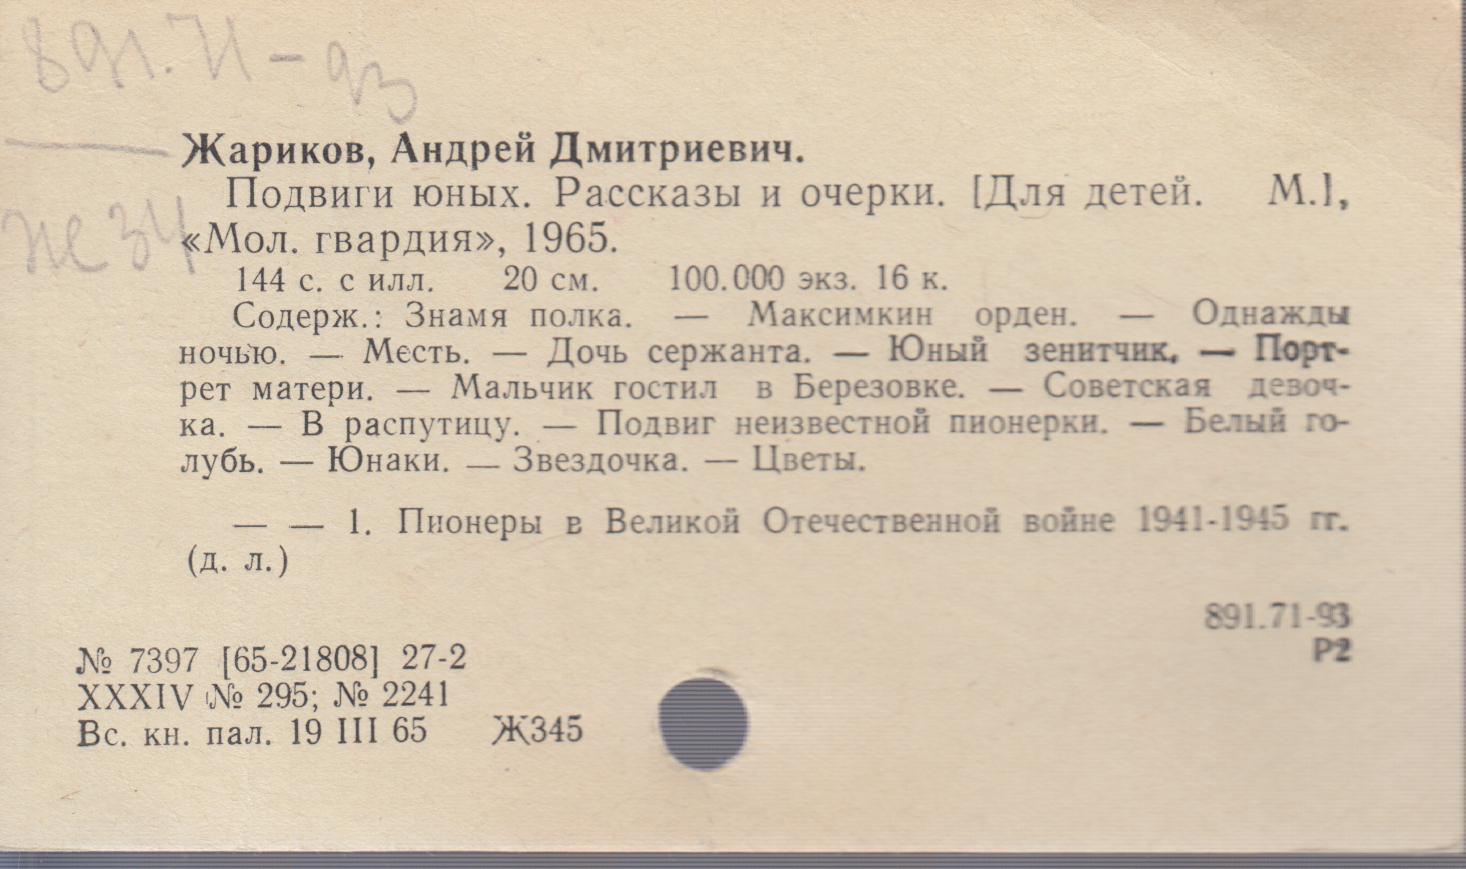 891.71-93
Ж 34
Жариков, Андрей Дмитриевич.
Подвиги юных. Рассказы и очерки. [Для детей. М.],
«Мол. гвардия», 1965.
144 с. с илл. 20 см. 100.000 экз. 16 к.
Содерж.: Знамя полка. — Максимкин орден. — Однажды
ночью. — Месть. — Дочь сержанта. — Юный зенитчик. — Порт-
рет матери. — Мальчик гостил в Березовке. — Советская девоч-
ка. — В распутицу. — Подвиг неизвестной пионерки. — Белый го-
лубь. — Юнаки. — Звездочка. — Цветы.
— — 1. Пионеры в Великой Отечественной войне 1941-1945 гг.
(д. л.)
891.71-93
Р2
№ 7397 [65-21808] 27-2
XXXIV № 295; № 2241
Вс. кн. пал. 19 III 65 Ж345